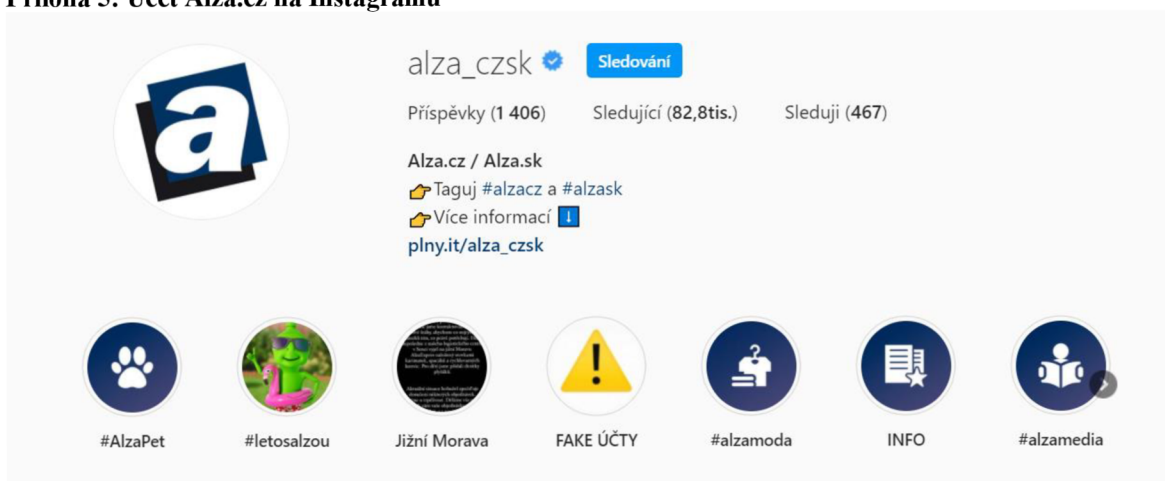 Příloha 5: Účet Alza.cz na Instagramu
alza_czsk Sledování
Příspěvky (1 406) Sledující (82,8tis.) Sleduji (467)
Alza.cz / Alza.sk
👉Taguj #alzacz a #alzask
👉Více informací ⬇
plny.it/alza_czsk
#AlzaPet #letosalzou Jižní Morava FAKE ÚČTY #alzamoda INFO #alzamedia